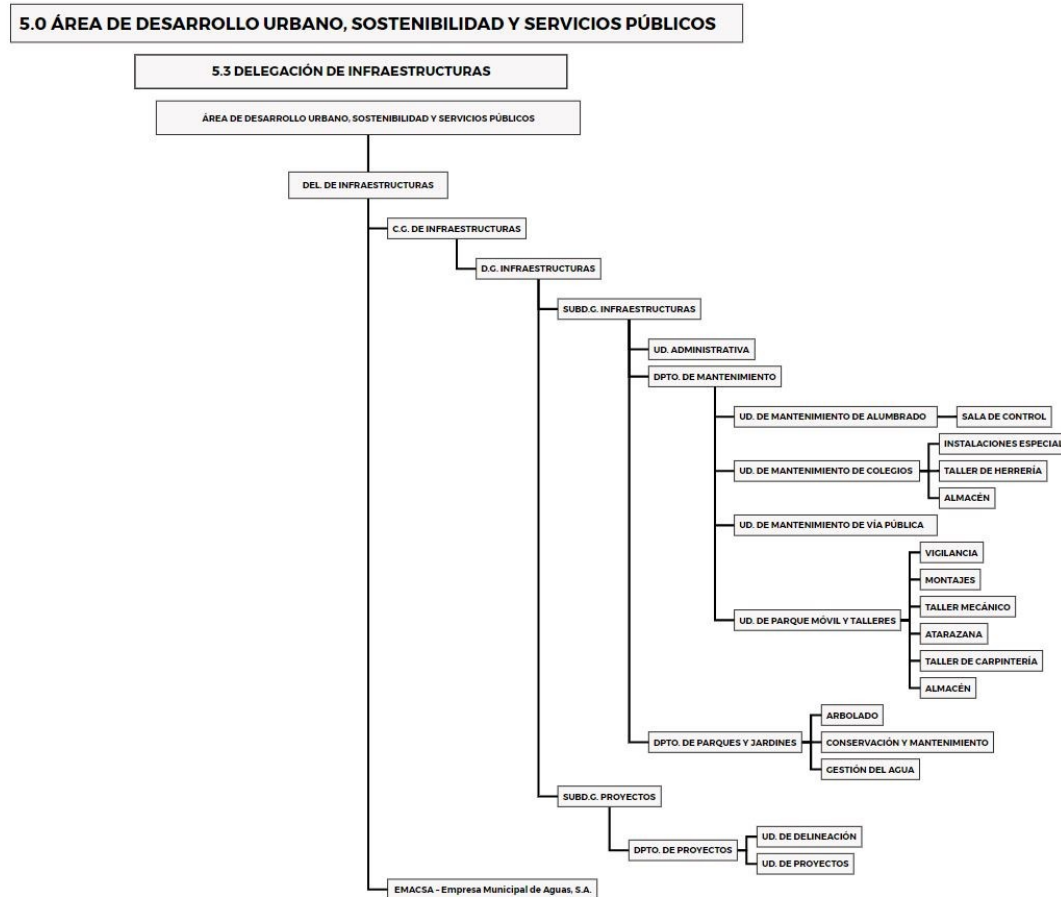 5.0 ÁREA DE DESARROLLO URBANO, SOSTENIBILIDAD Y SERVICIOS PÚBLICOS
5.3 DELEGACIÓN DE INFRAESTRUCTURAS
ÁREA DE DESARROLLO URBANO, SOSTENIBILIDAD Y SERVICIOS PÚBLICOS
DEL. DE INFRAESTRUCTURAS
C.G. DE INFRAESTRUCTURAS
D.G. INFRAESTRUCTURAS
SUBD.G. INFRAESTRUCTURAS
UD. ADMINISTRATIVA
DPTO. DE MANTENIMIENTO
UD. DE MANTENIMIENTO DE ALUMBRADO
SALA DE CONTROL
UD. DE MANTENIMIENTO DE COLEGIOS
INSTALACIONES ESPECIAL
TALLER DE HERRERÍA
ALMACÉN
UD. DE MANTENIMIENTO DE VÍA PÚBLICA
UD. DE PARQUE MÓVIL Y TALLERES
VIGILANCIA
MONTAJES
TALLER MECÁNICO
ATARAZANA
TALLER DE CARPINTERÍA
ALMACÉN
DPTO. DE PARQUES Y JARDINES
ARBOLADO
CONSERVACIÓN Y MANTENIMIENTO
GESTIÓN DEL AGUA
SUBD.G. PROYECTOS
DPTO. DE PROYECTOS
UD. DE DELINEACIÓN
UD. DE PROYECTOS
EMACSA - Empresa Municipal de Aguas, S.A.